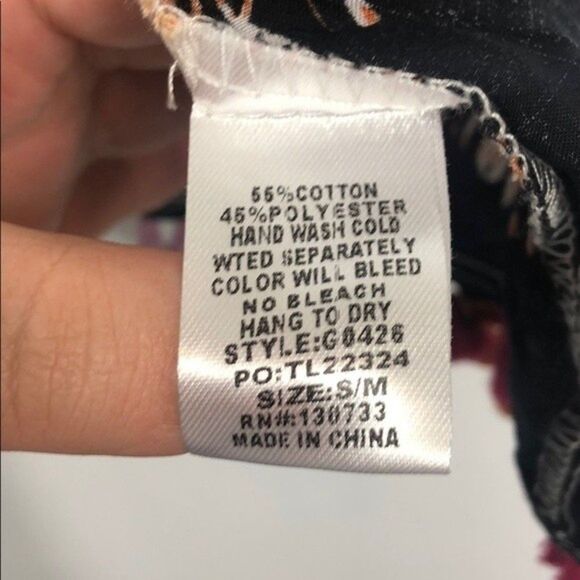 55%COTTON
45%POLYESTER
HAND WASH COLD
WTED SEPARATELY
COLOR WILL BLEED
NO BLEACH
HANG TO DRY
STYLE:G0426
PO:TL22324
SIZE:S/M
RN#:130733
MADE IN CHINA